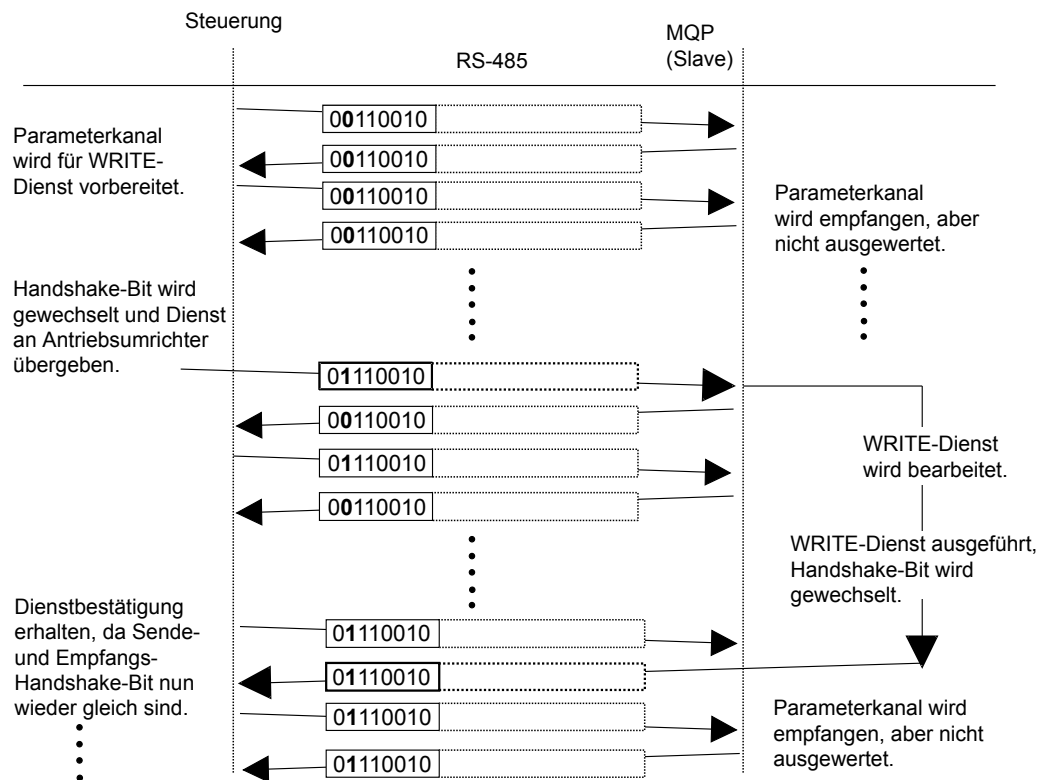 Steuerung
RS-485
MQP
(Slave)
Parameterkanal
wird für WRITE-
Dienst vorbereitet.
00110010
00110010
00110010
00110010
Parameterkanal
wird empfangen, aber
nicht ausgewertet.
Handshake-Bit wird
gewechselt und Dienst
an Antriebsumrichter
übergeben.
01110010
00110010
01110010
00110010
WRITE-Dienst
wird bearbeitet.
WRITE-Dienst ausgeführt,
Handshake-Bit wird
gewechselt.
Dienstbestätigung
erhalten, da Sende-
und Empfangs-
Handshake-Bit nun
wieder gleich sind.
01110010
01110010
01110010
01110010
Parameterkanal wird
empfangen, aber nicht
ausgewertet.